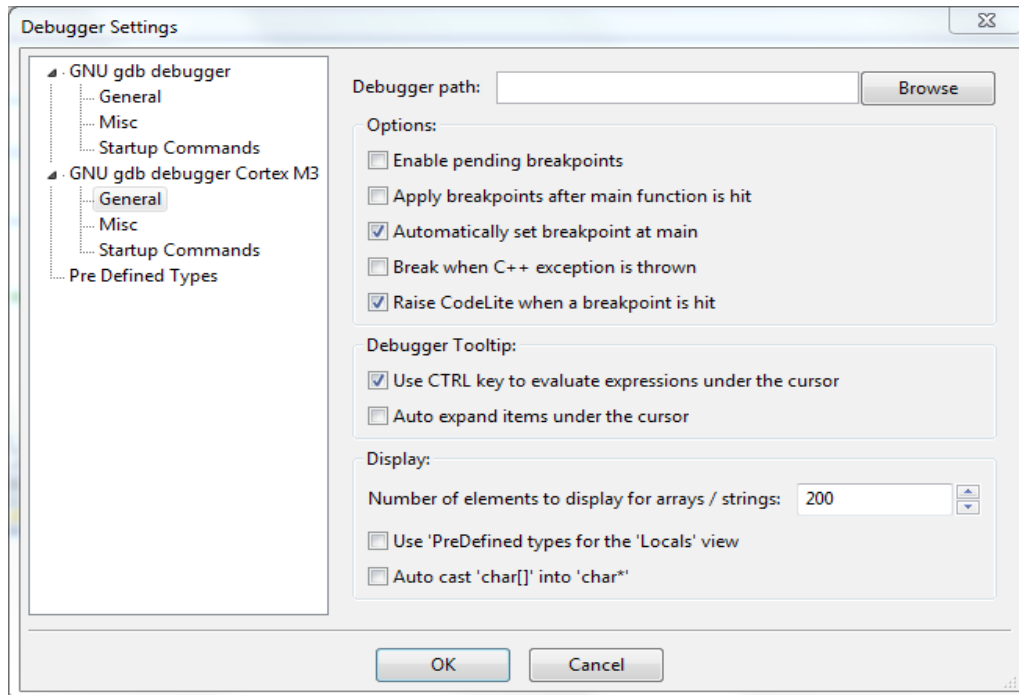 Debugger Settings
GNU gdb debugger
General
Misc
Startup Commands
GNU gdb debugger Cortex M3
General
Misc
Startup Commands
Pre Defined Types
Debugger path:
Browse
Options:
Enable pending breakpoints
Apply breakpoints after main function is hit
Automatically set breakpoint at main
Break when C++ exception is thrown
Raise CodeLite when a breakpoint is hit
Debugger Tooltip:
Use CTRL key to evaluate expressions under the cursor
Auto expand items under the cursor
Display:
Number of elements to display for arrays / strings: 200
Use 'PreDefined types for the 'Locals' view
Auto cast 'char[]' into 'char*'
OK Cancel